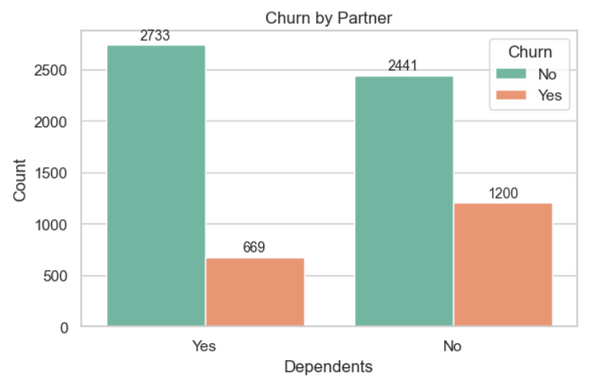 Churn by Partner
2733
2441
Churn
No
Yes
669
1200
2500
2000
1500
1000
500
0
Count
Yes
No
Dependents